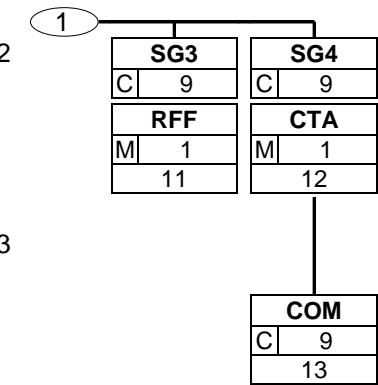 1
2
SG3 SG4
C 9 C 9
RFF CTA
M 1 M 1
11 12
3
COM
C 9
13